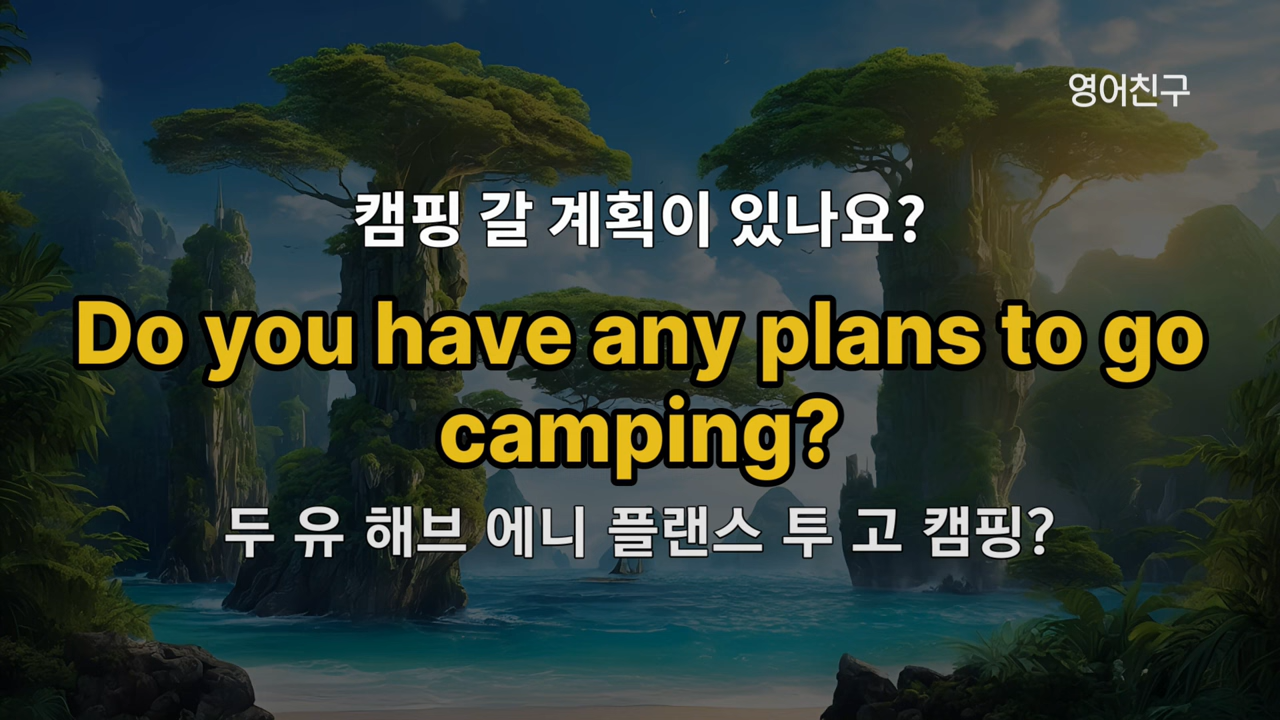 영어친구
캠핑 갈 계획이 있나요?
Do you have any plans to go
camping?
두 유 해브 에니 플랜스 투 고 캠핑?